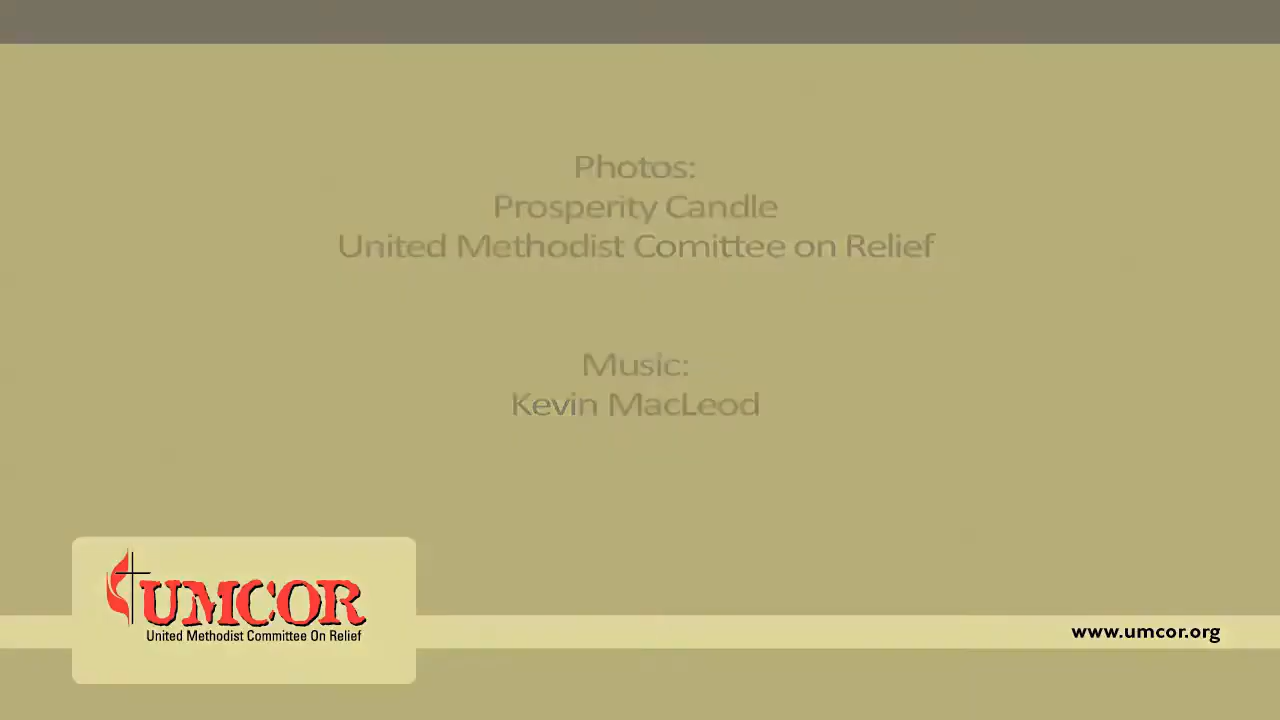 Photos:
Prosperity Candle
United Methodist Comittee on Relief
Music:
Kevin MacLeod
UMCOR
United Methodist Committee On Relief
www.umcor.org